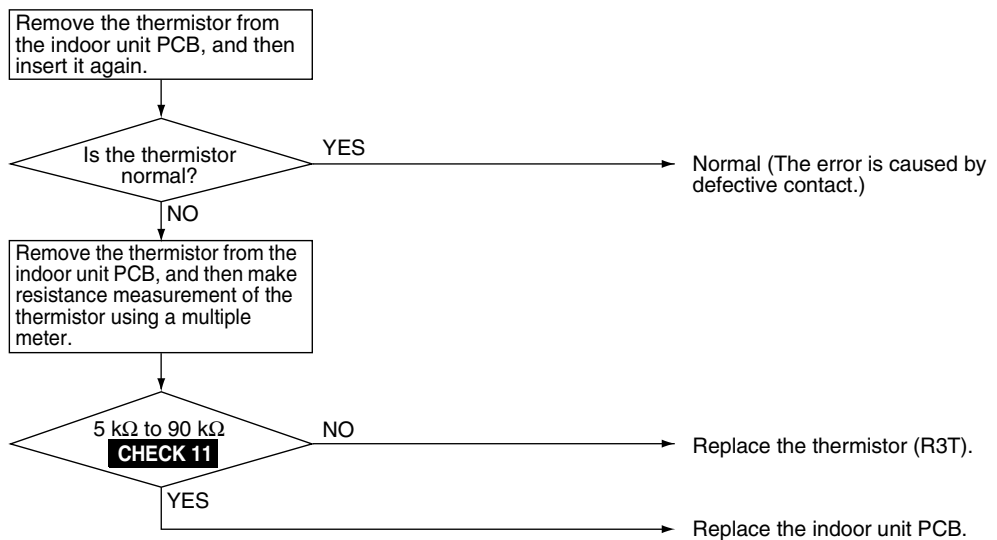 Remove the thermistor from
the indoor unit PCB, and then
insert it again.
Is the thermistor
normal?
YES
Normal (The error is caused by
defective contact.)
NO
Remove the thermistor from the
indoor unit PCB, and then make
resistance measurement of the
thermistor using a multiple
meter.
5 kΩ to 90 kΩ
CHECK 11
NO
Replace the thermistor (R3T).
YES
Replace the indoor unit PCB.